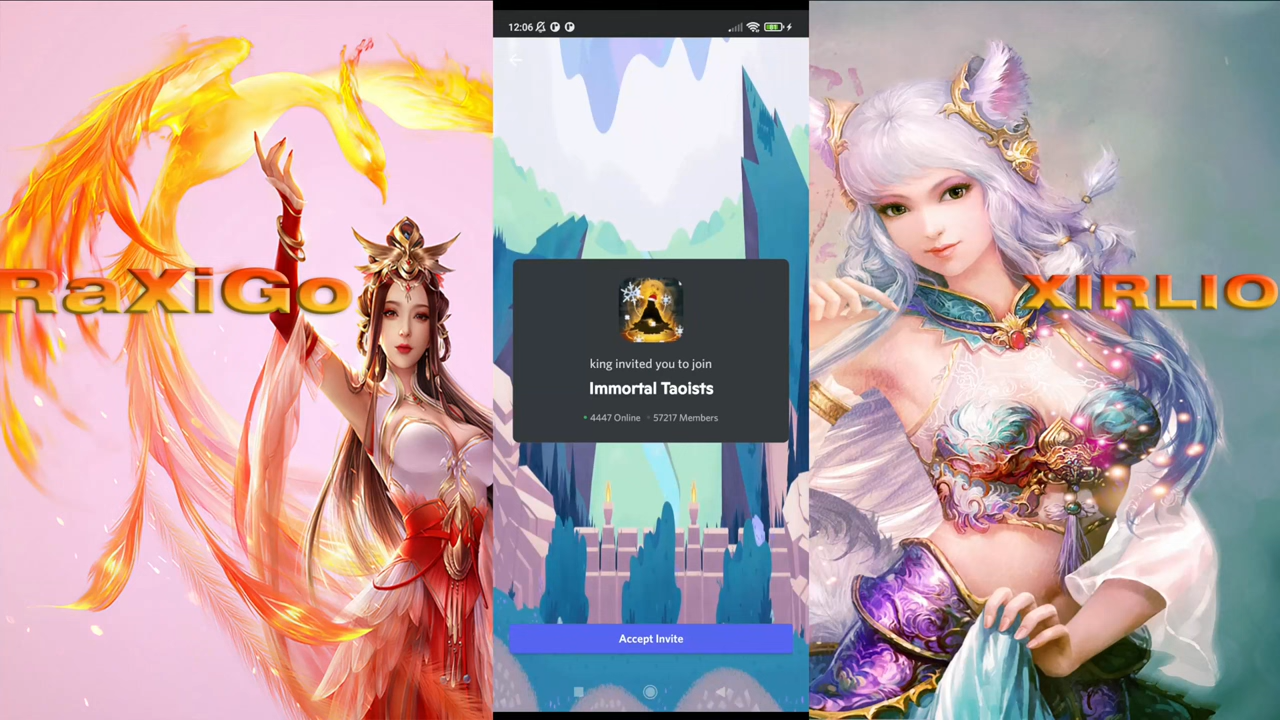 12:06
RaXiGo
XIRLIO
king invited you to join
Immortal Taoists
4447 Online 57217 Members
Accept Invite